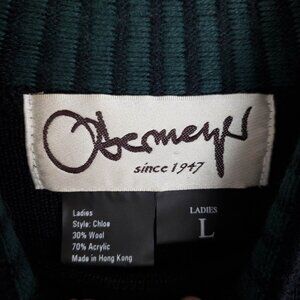 Obermeyer
since 1947
Ladies
Style: Chloe
30% Wool
70% Acrylic
Made in Hong Kong
LADIES
L